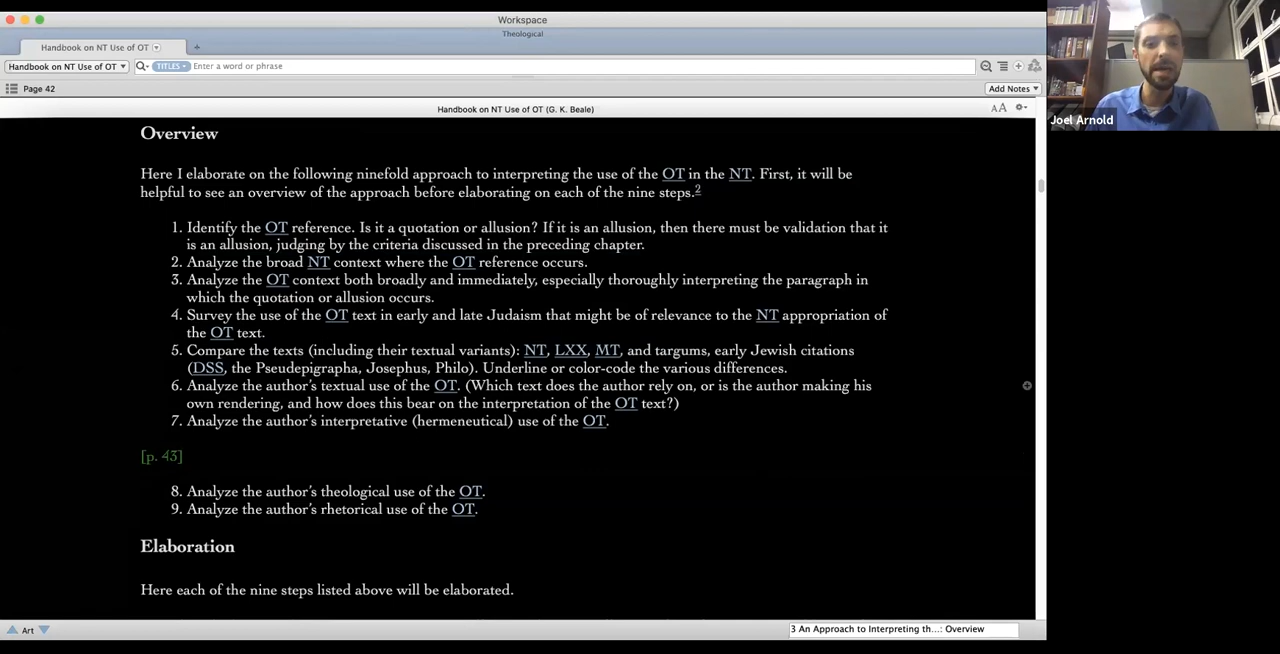 Workspace
Theological
Handbook on NT Use of OT
Handbook on NT Use of OT
TITLES
Enter a word or phrase
Page 42
Add Notes
Handbook on NT Use of OT (G. K. Beale)
AA
Joel Arnold
Overview
Here I elaborate on the following ninefold approach to interpreting the use of the OT in the NT. First, it will be
helpful to see an overview of the approach before elaborating on each of the nine steps.2
1. Identify the OT reference. Is it a quotation or allusion? If it is an allusion, then there must be validation that it
is an allusion, judging by the criteria discussed in the preceding chapter.
2. Analyze the broad NT context where the OT reference occurs.
3. Analyze the OT context both broadly and immediately, especially thoroughly interpreting the paragraph in
which the quotation or allusion occurs.
4. Survey the use of the OT text in early and late Judaism that might be of relevance to the NT appropriation of
the OT text.
5. Compare the texts (including their textual variants): NT, LXX, MT, and targums, early Jewish citations
(DSS, the Pseudepigrapha, Josephus, Philo). Underline or color-code the various differences.
6. Analyze the author's textual use of the OT. (Which text does the author rely on, or is the author making his
own rendering, and how does this bear on the interpretation of the OT text?)
7. Analyze the author's interpretative (hermeneutical) use of the OT.
[p. 43]
8. Analyze the author's theological use of the OT.
9. Analyze the author's rhetorical use of the OT.
Elaboration
Here each of the nine steps listed above will be elaborated.
Art
3 An Approach to Interpreting th...: Overview